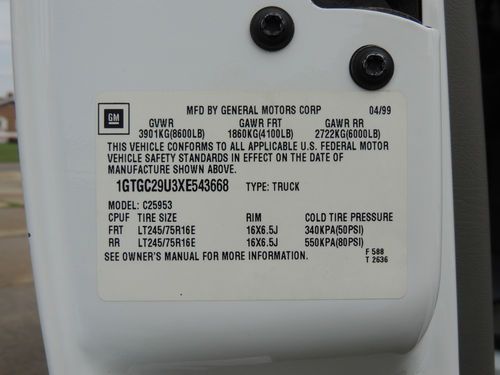 GM
MFD BY GENERAL MOTORS CORP 04/99
GVWR GAWR FRT GAWR RR
3901KG(8600LB) 1860KG(4100LB) 2722KG(6000LB)
THIS VEHICLE CONFORMS TO ALL APPLICABLE U.S. FEDERAL MOTOR
VEHICLE SAFETY STANDARDS IN EFFECT ON THE DATE OF
MANUFACTURE SHOWN ABOVE.
1GTGC29U3XE543668 TYPE: TRUCK
MODEL: C25953
CPUF TIRE SIZE RIM COLD TIRE PRESSURE
FRT LT245/75R16E 16X6.5J 340KPA(50PSI)
RR LT245/75R16E 16X6.5J 550KPA(80PSI)
SEE OWNER'S MANUAL FOR MORE INFORMATION. F 588
T 2636